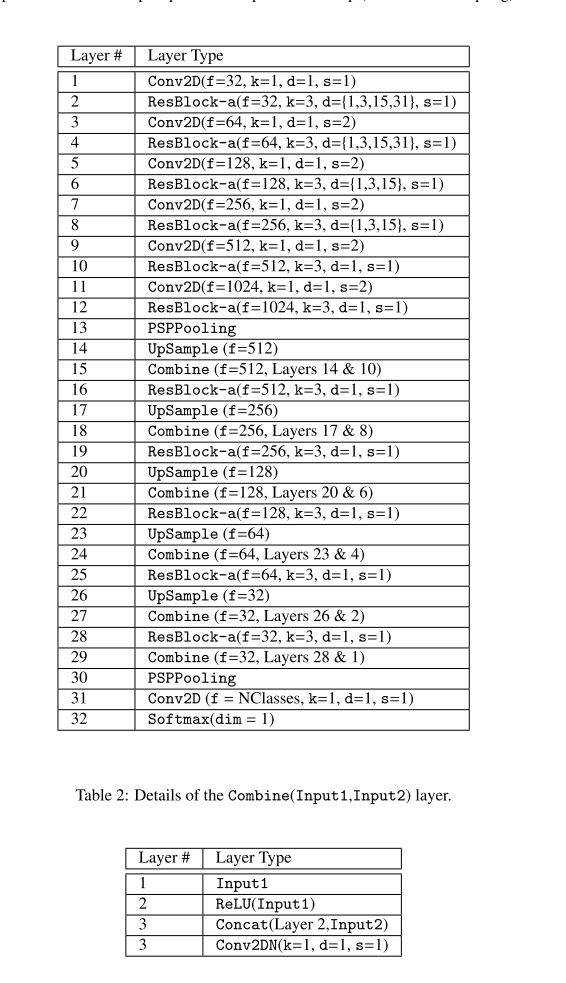 Layer # Layer Type
1 Conv2D(f=32, k=1, d=1, s=1)
2 ResBlock-a(f=32, k=3, d={1,3,15,31}, s=1)
3 Conv2D(f=64, k=1, d=1, s=2)
4 ResBlock-a(f=64, k=3, d={1,3,15,31}, s=1)
5 Conv2D(f=128, k=1, d=1, s=2)
6 ResBlock-a(f=128, k=3, d={1,3,15}, s=1)
7 Conv2D(f=256, k=1, d=1, s=2)
8 ResBlock-a(f=256, k=3, d={1,3,15}, s=1)
9 Conv2D(f=512, k=1, d=1, s=2)
10 ResBlock-a(f=512, k=3, d=1, s=1)
11 Conv2D(f=1024, k=1, d=1, s=2)
12 ResBlock-a(f=1024, k=3, d=1, s=1)
13 PSPPooling
14 UpSample (f=512)
15 Combine (f=512, Layers 14 & 10)
16 ResBlock-a(f=512, k=3, d=1, s=1)
17 UpSample (f=256)
18 Combine (f=256, Layers 17 & 8)
19 ResBlock-a(f=256, k=3, d=1, s=1)
20 UpSample (f=128)
21 Combine (f=128, Layers 20 & 6)
22 ResBlock-a(f=128, k=3, d=1, s=1)
23 UpSample (f=64)
24 Combine (f=64, Layers 23 & 4)
25 ResBlock-a(f=64, k=3, d=1, s=1)
26 UpSample (f=32)
27 Combine (f=32, Layers 26 & 2)
28 ResBlock-a(f=32, k=3, d=1, s=1)
29 Combine (f=32, Layers 28 & 1)
30 PSPPooling
31 Conv2D (f = NClasses, k=1, d=1, s=1)
32 Softmax(dim = 1)
Table 2: Details of the Combine(Input1,Input2) layer.
Layer # Layer Type
1 Input1
2 ReLU(Input1)
3 Concat(Layer 2,Input2)
3 Conv2DN(k=1, d=1, s=1)